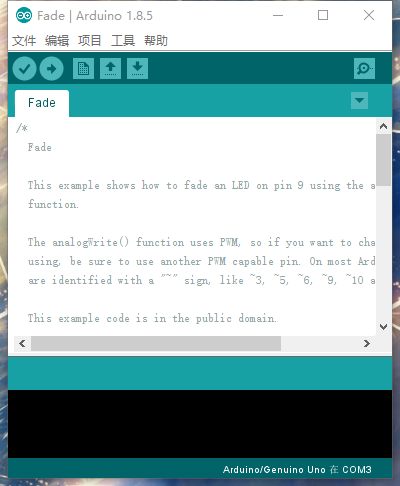 Fade | Arduino 1.8.5
文件 编辑 项目 工具 帮助
Fade
/*
Fade
This example shows how to fade an LED on pin 9 using the a
function.
The analogWrite() function uses PWM, so if you want to cha
using, be sure to use another PWM capable pin. On most Ard
are identified with a "~" sign, like ~3, ~5, ~6, ~9, ~10 a
This example code is in the public domain.
Arduino/Genuino Uno 在 COM3